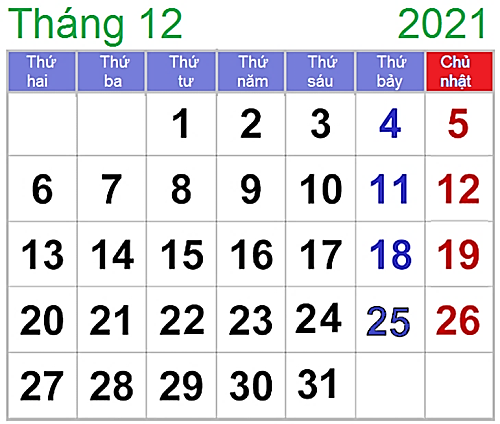 Tháng 12 2021
Thứ hai Thứ ba Thứ tư Thứ năm Thứ sáu Thứ bảy Chủ nhật
1 2 3 4 5
6 7 8 9 10 11 12
13 14 15 16 17 18 19
20 21 22 23 24 25 26
27 28 29 30 31